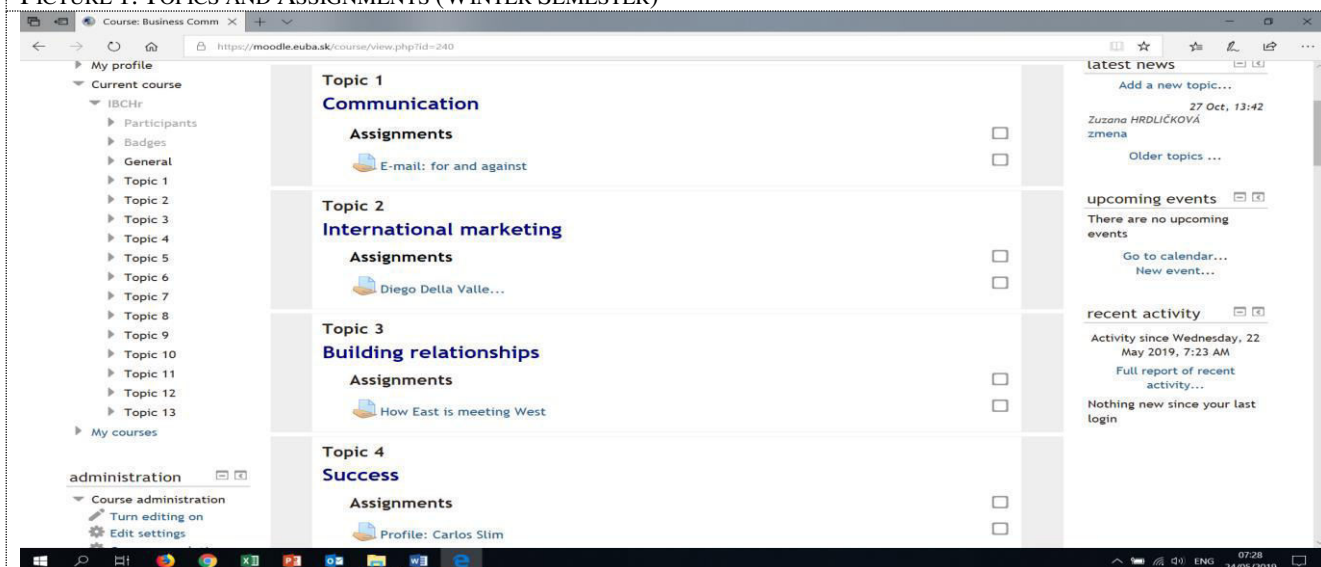 PICTURE 1: TOPICS AND ASSIGNMENTS (WINTER SEMESTER)
Course: Business Comm
https://moodle.euba.sk/course/view.php?id=240
My profile
Current course
IBCHr
Participants
Badges
General
Topic 1
Topic 2
Topic 3
Topic 4
Topic 5
Topic 6
Topic 7
Topic 8
Topic 9
Topic 10
Topic 11
Topic 12
Topic 13
My courses
administration
Course administration
Turn editing on
Edit settings
Topic 1
Communication
Assignments
E-mail: for and against
Topic 2
International marketing
Assignments
Diego Della Valle...
Topic 3
Building relationships
Assignments
How East is meeting West
Topic 4
Success
Assignments
Profile: Carlos Slim
latest news
Add a new topic...
27 Oct, 13:42
Zuzana HRDLIČKOVÁ
zmena
Older topics ...
upcoming events
There are no upcoming
events
Go to calendar...
New event...
recent activity
Activity since Wednesday, 22
May 2019, 7:23 AM
Full report of recent
activity...
Nothing new since your last
login
ENG
07:28
24/05/2019